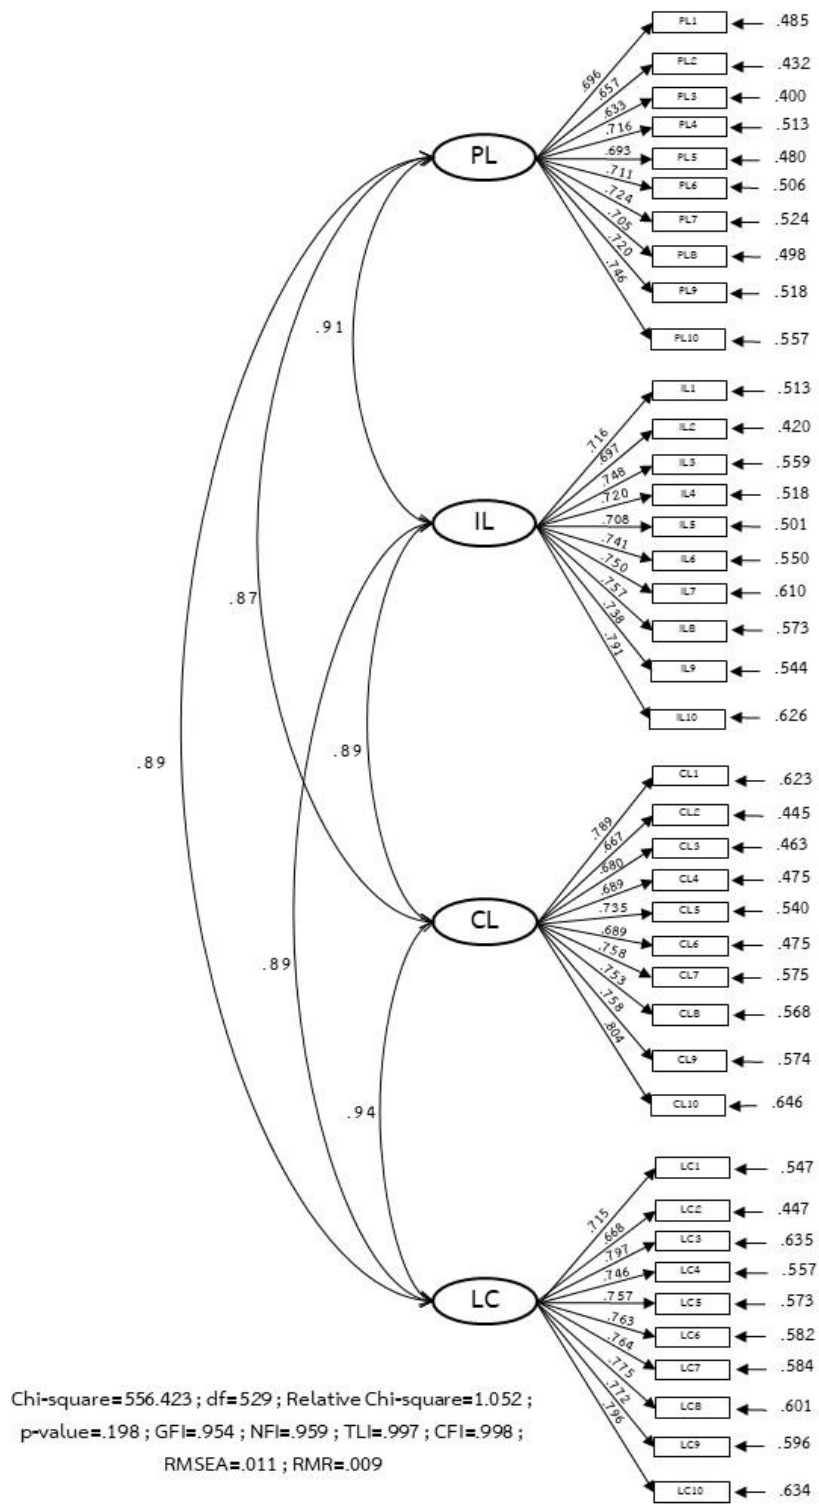 PL1 .485
.696
PL2 .432
.657
PL3 .400
.633
PL4 .513
.716
PL PL5 .480
.693
PL6 .506
.711
PL7 .524
.724
PL8 .498
.705
PL9 .518
.720
PL10 .557
.746
.91
IL1 .513
.716
IL2 .420
.697
IL3 .559
.748
IL4 .518
.720
IL IL5 .501
.708
IL6 .550
.741
IL7 .610
.750
IL8 .573
.757
IL9 .544
.738
IL10 .626
.791
.87
.89
.89
CL1 .623
.789
CL2 .445
.667
CL3 .463
.680
CL4 .475
.689
CL CL5 .540
.735
CL6 .475
.689
CL7 .575
.758
CL8 .568
.753
CL9 .574
.758
CL10 .646
.804
.89
.94
LC1 .547
.715
LC2 .447
.668
LC3 .635
.797
LC4 .557
.746
LC LC5 .573
.757
LC6 .582
.763
LC7 .584
.764
LC8 .601
.775
LC9 .596
.772
LC10 .634
.796
Chi-square=556.423 ; df=529 ; Relative Chi-square=1.052 ;
p-value=.198 ; GFI=.954 ; NFI=.959 ; TLI=.997 ; CFI=.998 ;
RMSEA=.011 ; RMR=.009